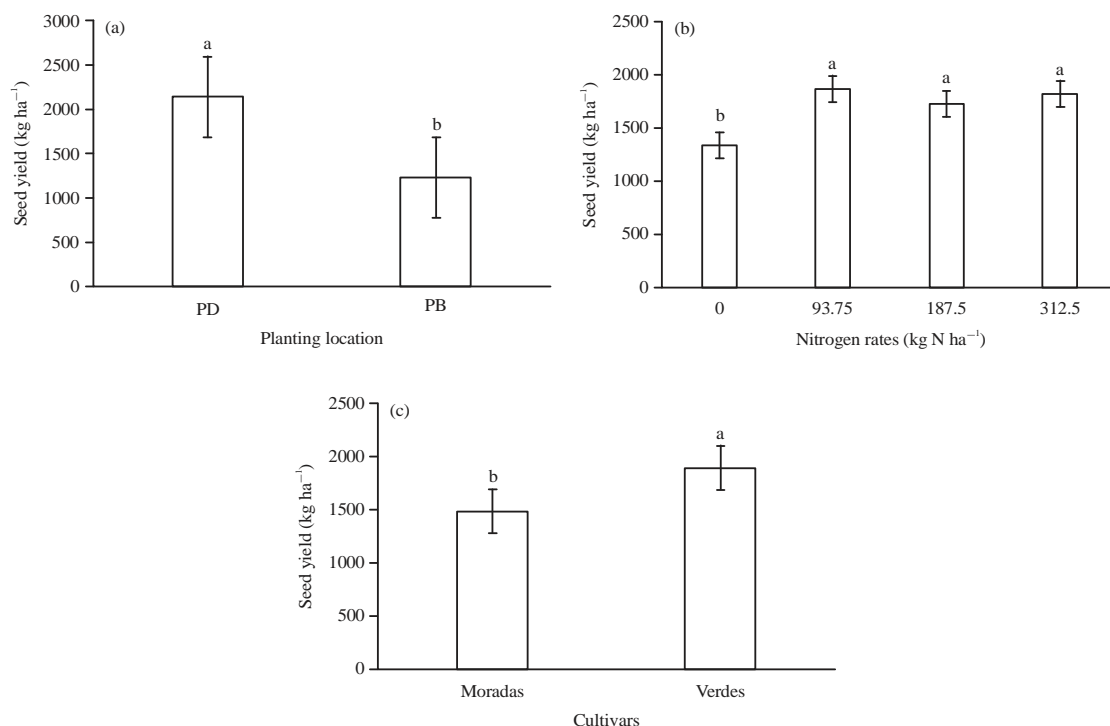 (a)
3000
2500
2000
1500
1000
500
0
Seed yield (kg ha⁻¹)
a
b
PD PB
Planting location
(b)
2500
2000
1500
1000
500
0
Seed yield (kg ha⁻¹)
b
a
a
a
0 93.75 187.5 312.5
Nitrogen rates (kg N ha⁻¹)
(c)
2500
2000
1500
1000
500
0
Seed yield (kg ha⁻¹)
b
a
Moradas Verdes
Cultivars